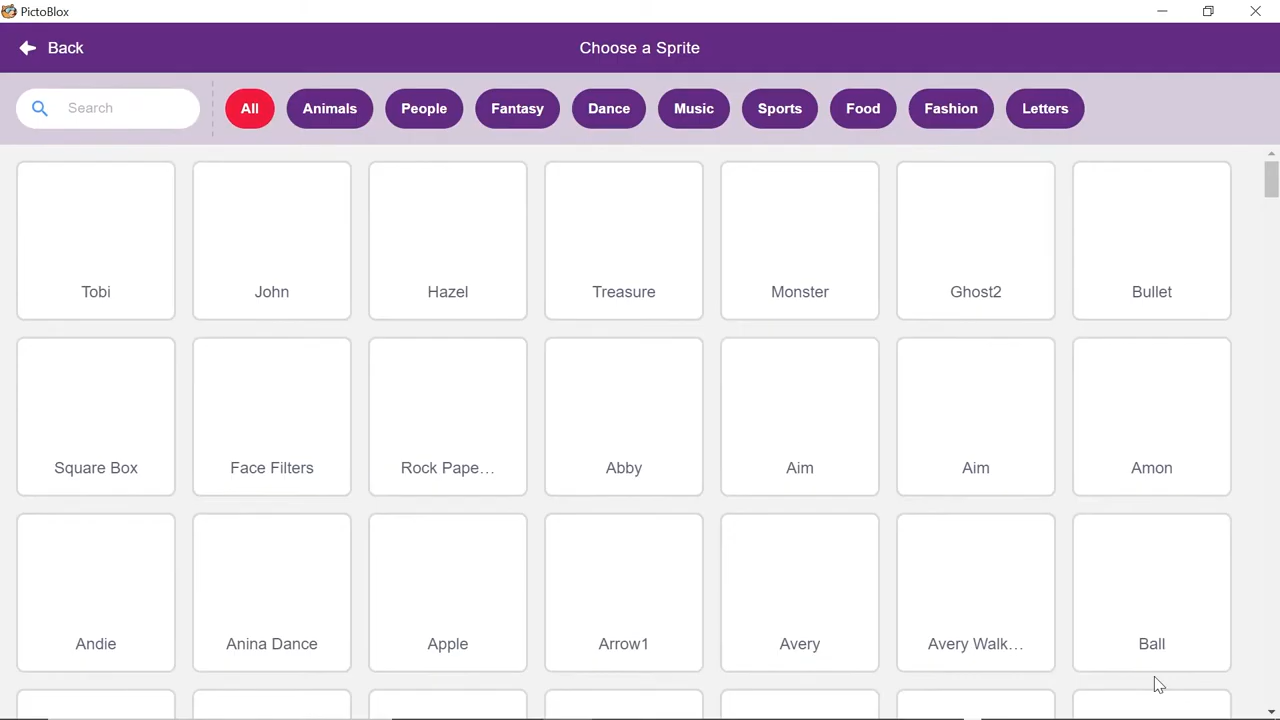 PictoBlox
Back
Choose a Sprite
Search
All
Animals
People
Fantasy
Dance
Music
Sports
Food
Fashion
Letters
Tobi
John
Hazel
Treasure
Monster
Ghost2
Bullet
Square Box
Face Filters
Rock Pape...
Abby
Aim
Aim
Amon
Andie
Anina Dance
Apple
Arrow1
Avery
Avery Walk...
Ball